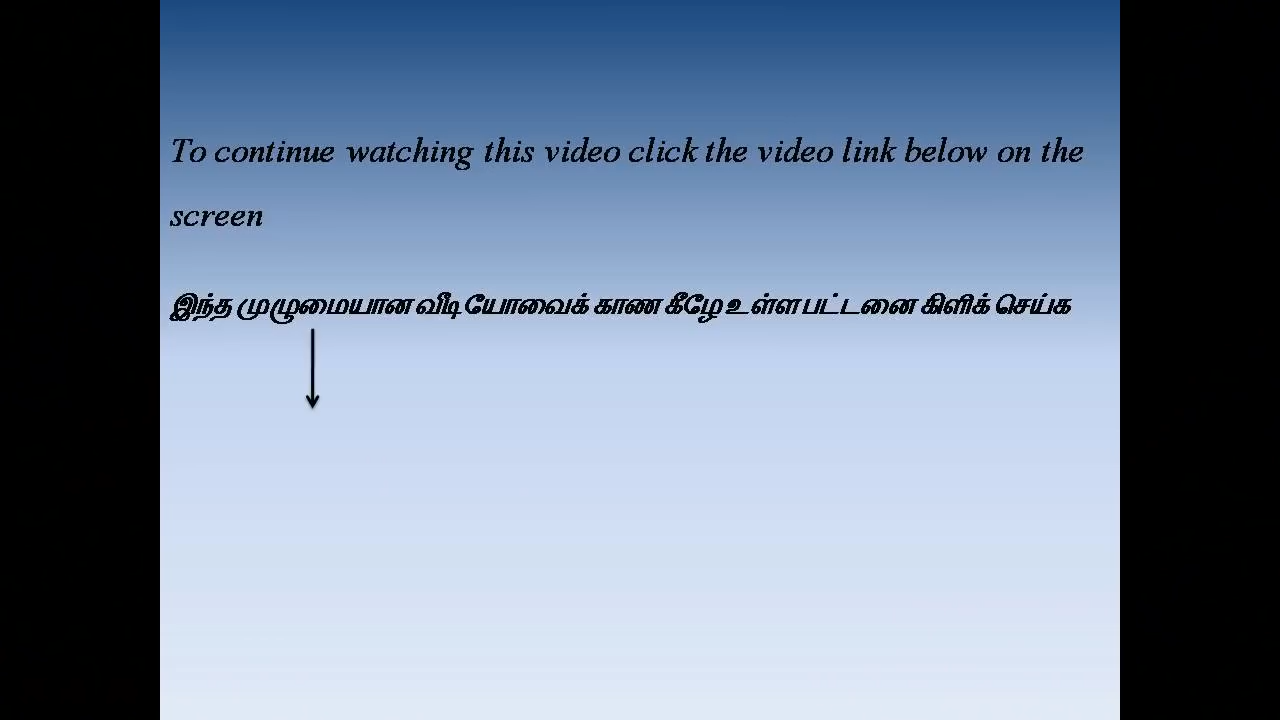 To continue watching this video click the video link below on the
screen
இந்த முழுமையான வீடியோவைக் காண கீழே உள்ள பட்டனை கிளிக் செய்க